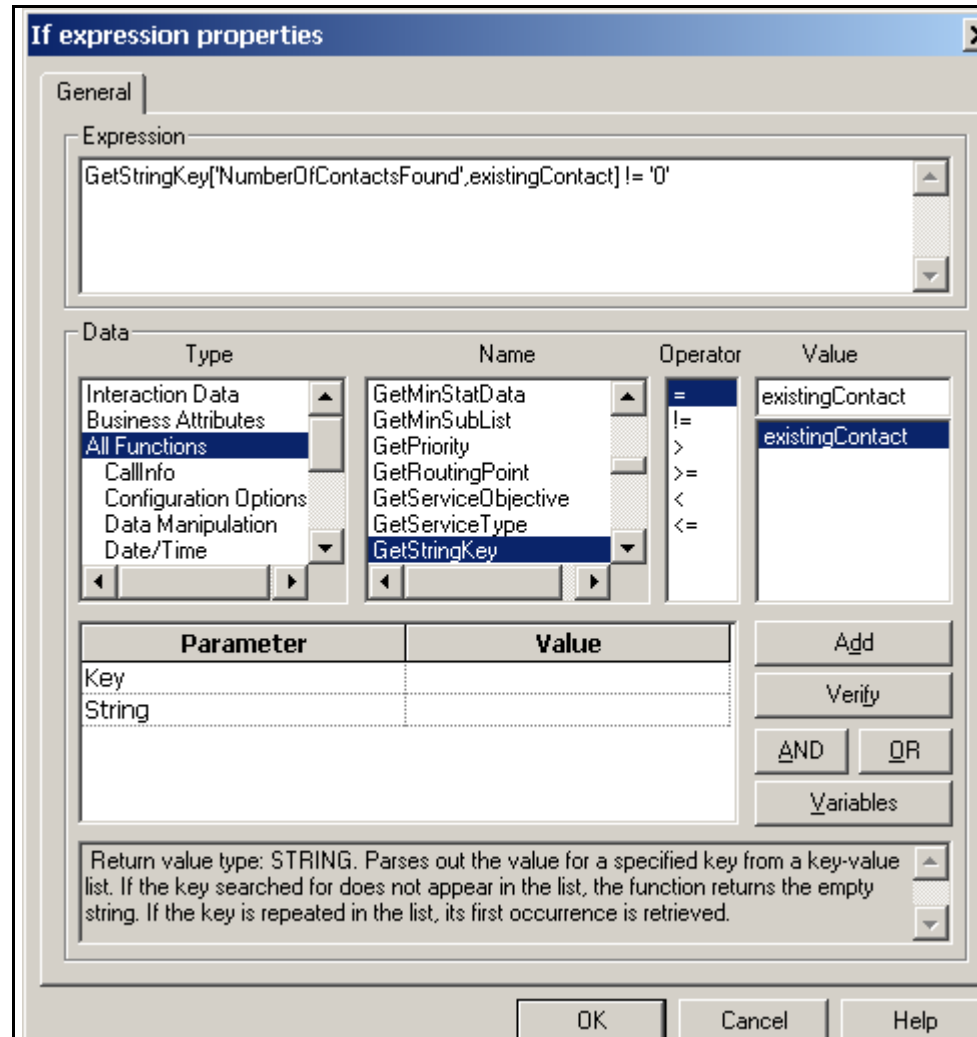 If expression properties
General
Expression
GetStringKey['NumberOfContactsFound',existingContact] != '0'
Data
Type
Name
Operator
Value
Interaction Data
Business Attributes
All Functions
CallInfo
Configuration Options
Data Manipulation
Date/Time
GetMinStatData
GetMinSubList
GetPriority
GetRoutingPoint
GetServiceObjective
GetServiceType
GetStringKey
=
!=
>
>=
<
<=
existingContact
existingContact
Parameter Value
Key
String
Add
Verify
AND OR
Variables
Return value type: STRING. Parses out the value for a specified key from a key-value
list. If the key searched for does not appear in the list, the function returns the empty
string. If the key is repeated in the list, its first occurrence is retrieved.
OK Cancel Help